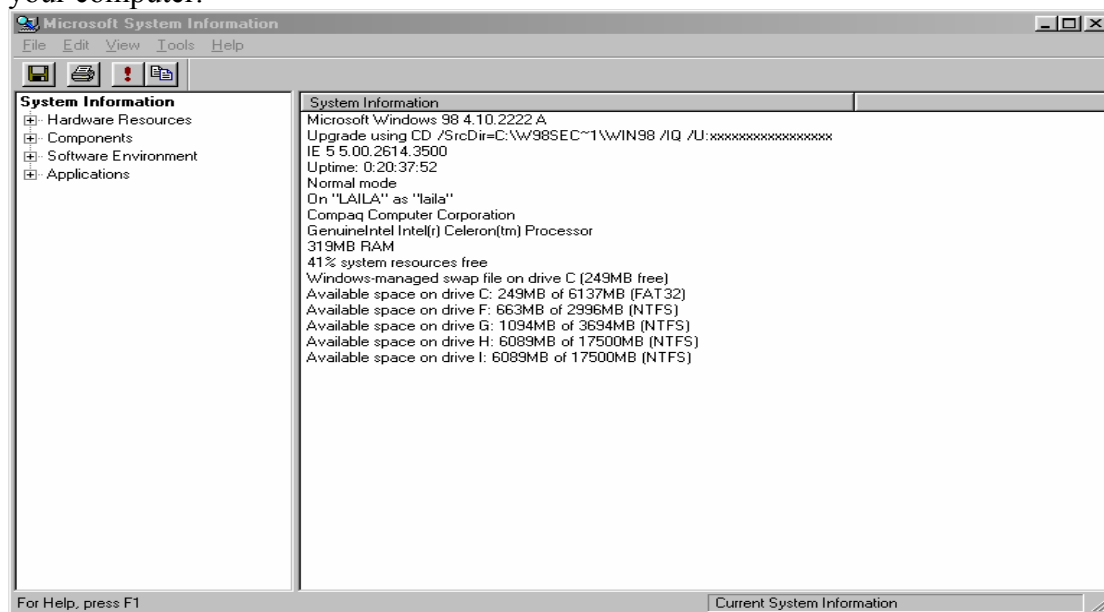 your computer.
Microsoft System Information
File Edit View Tools Help
System Information
Hardware Resources
Components
Software Environment
Applications
System Information
Microsoft Windows 98 4.10.2222 A
Upgrade using CD /SrcDir=C:\W98SEC~1\WIN98 /IQ /U:xxxxxxxxxxxxxxxxx
IE 5 5.00.2614.3500
Uptime: 0:20:37:52
Normal mode
On "LAILA" as "laila"
Compaq Computer Corporation
GenuineIntel Intel(r) Celeron(tm) Processor
319MB RAM
41% system resources free
Windows-managed swap file on drive C (249MB free)
Available space on drive C: 249MB of 6137MB (FAT32)
Available space on drive F: 663MB of 2996MB (NTFS)
Available space on drive G: 1094MB of 3694MB (NTFS)
Available space on drive H: 6089MB of 17500MB (NTFS)
Available space on drive I: 6089MB of 17500MB (NTFS)
For Help, press F1
Current System Information